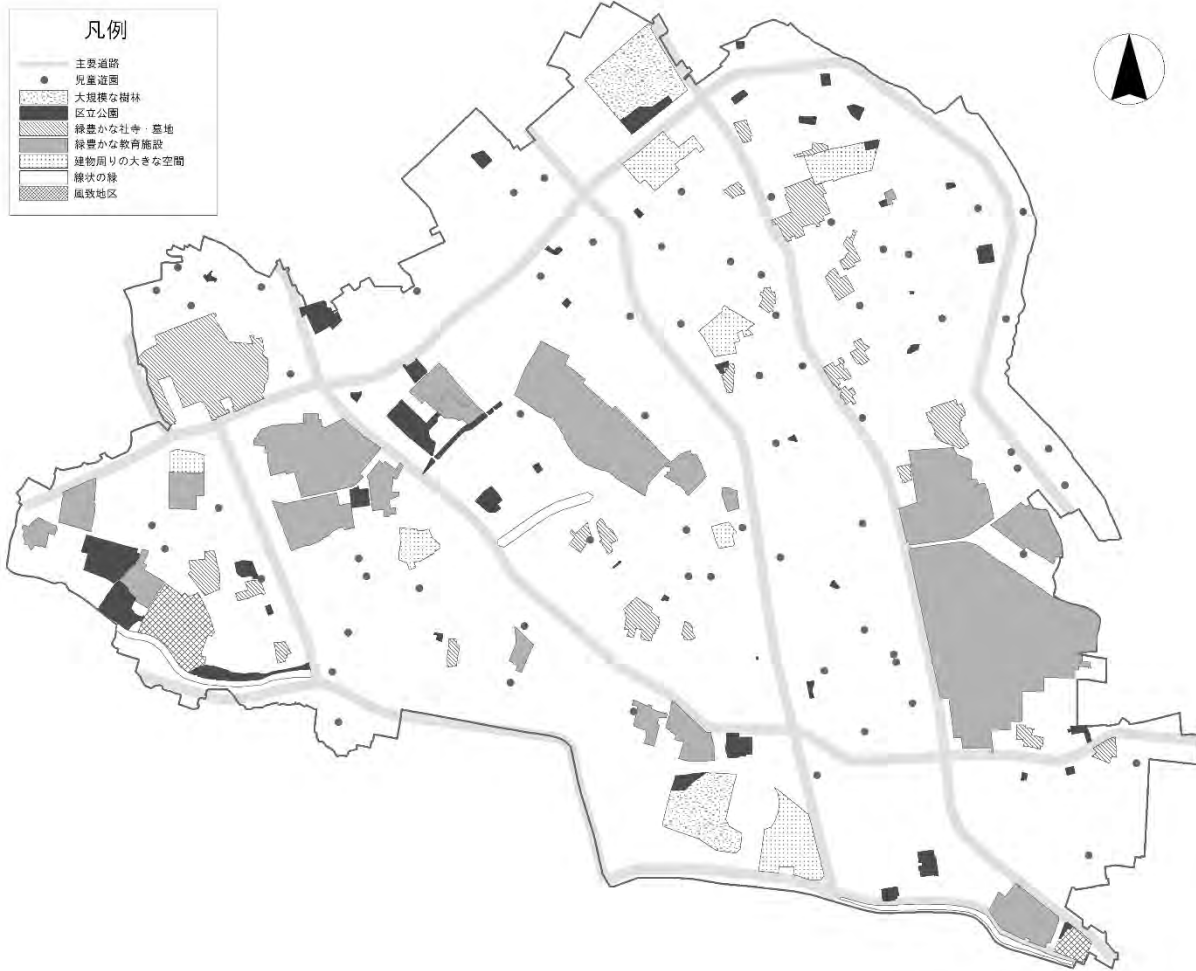 凡例
主要道路
児童遊園
大規模な樹林
区立公園
緑豊かな社寺・墓地
緑豊かな教育施設
建物周りの大きな空間
線状の緑
風致地区